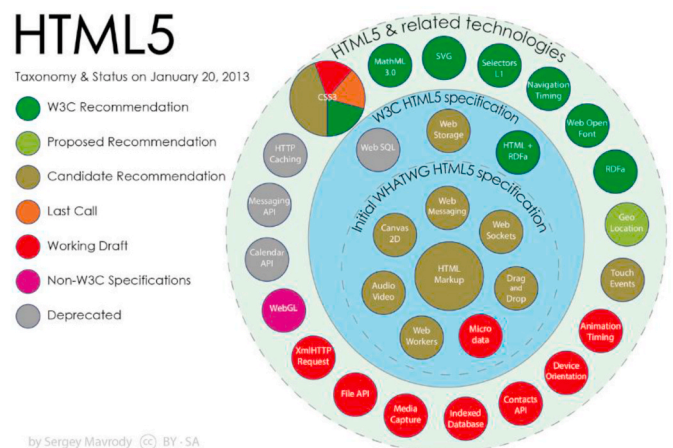 HTML5
Taxonomy & Status on January 20, 2013
W3C Recommendation
Proposed Recommendation
Candidate Recommendation
Last Call
Working Draft
Non-W3C Specifications
Deprecated
by Sergey Mavrody (cc) BY - SA
HTML5 & related technologies
CSS3
MathML
3.0
SVG
Selectors
L1
Navigation
Timing
Web Open
Font
RDFa
Geo
Location
Touch
Events
Animation
Timing
Device
Orientation
Contacts
API
Indexed
Database
Media
Capture
File API
XmlHTTP
Request
WebGL
Calendar
API
Messaging
API
HTTP
Caching
W3C HTML5 specification
Web SQL
Web
Storage
HTML +
RDFa
Initial WHATWG HTML5 specification
Web
Messaging
Canvas
2D
Web
Sockets
HTML
Markup
Audio
Video
Drag
and
Drop
Web
Workers
Micro
data